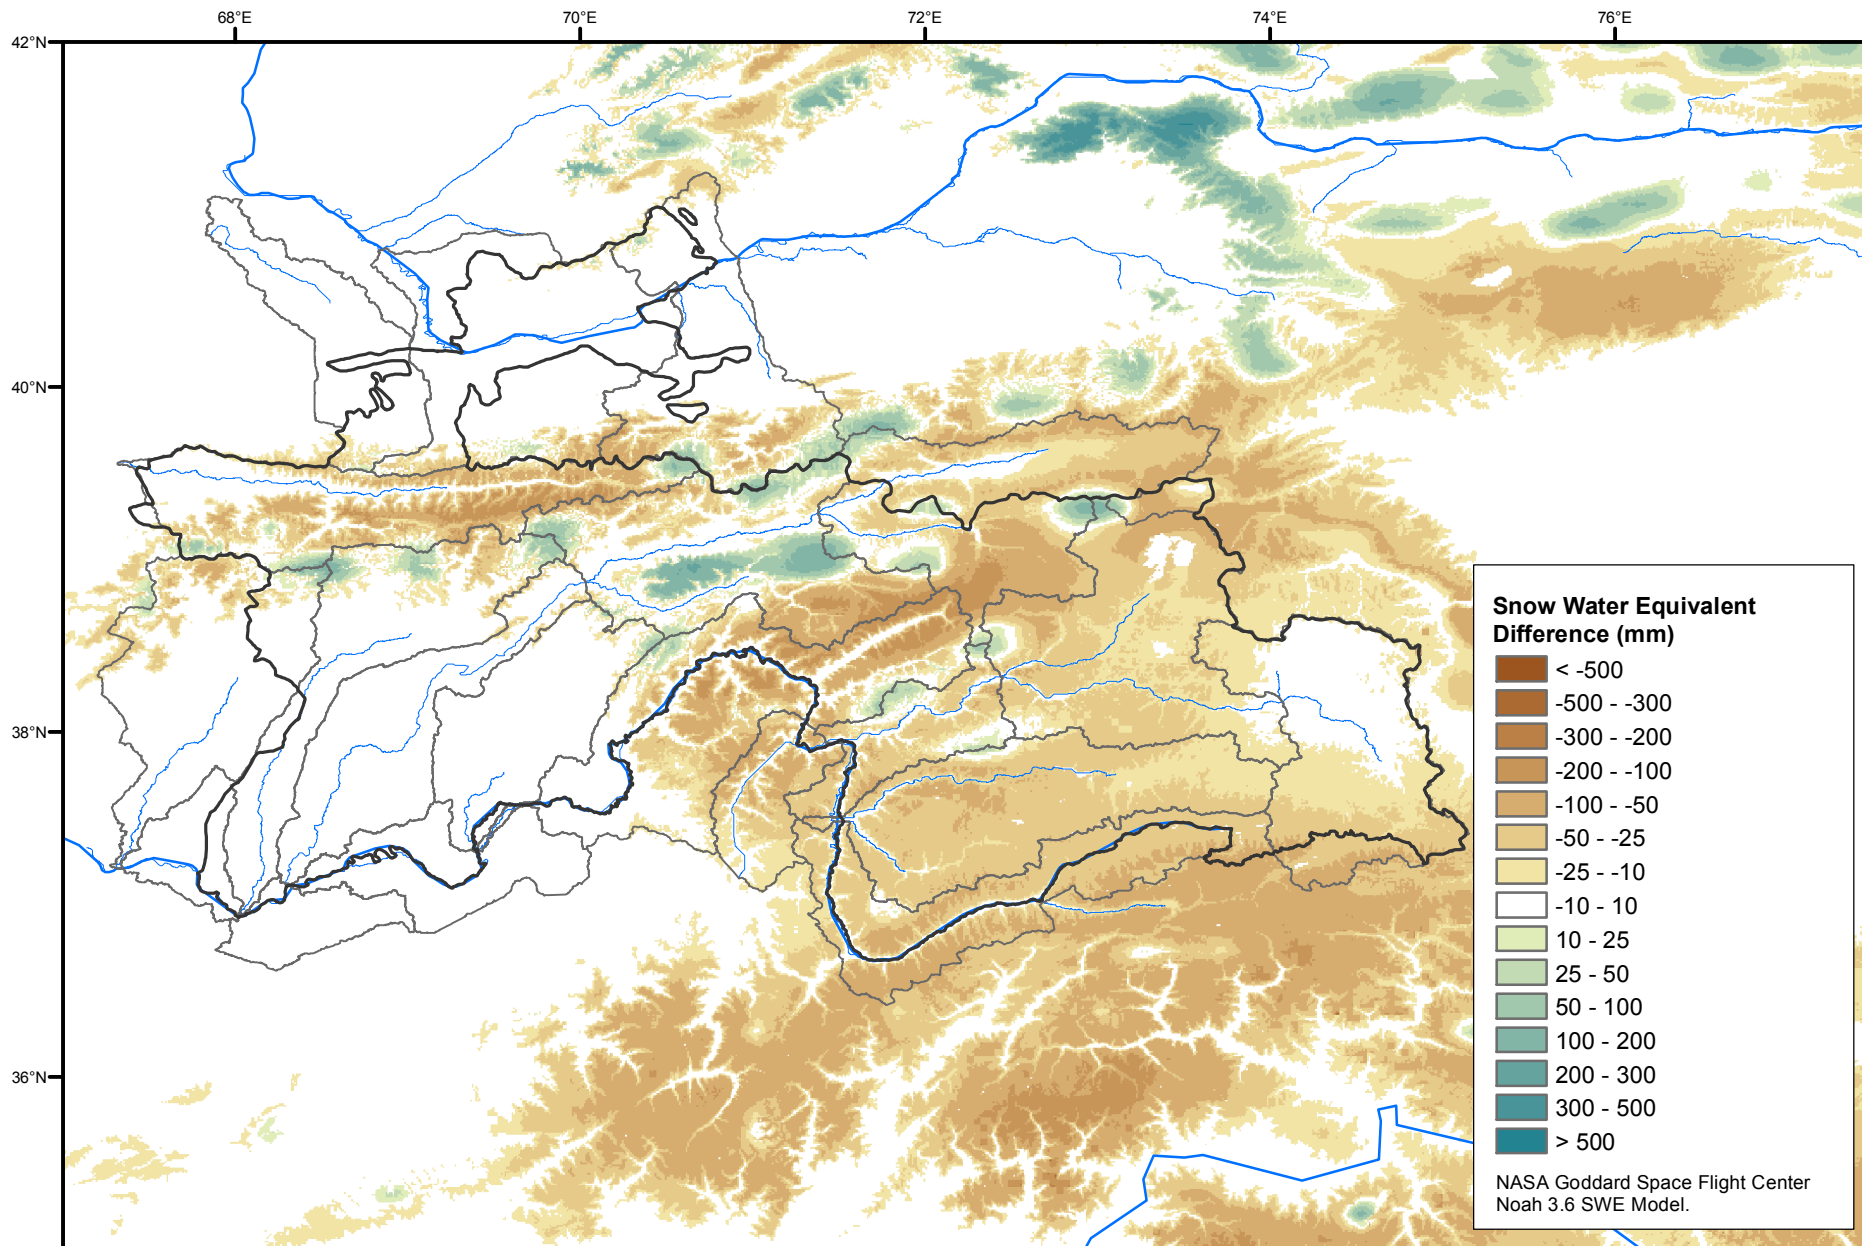 68°E
70°E
72°E
74°E
76°E
42°N
40°N
38°N
36°N
Snow Water Equivalent
Difference (mm)
< -500
-500 - -300
-300 - -200
-200 - -100
-100 - -50
-50 - -25
-25 - -10
-10 - 10
10 - 25
25 - 50
50 - 100
100 - 200
200 - 300
300 - 500
> 500
NASA Goddard Space Flight Center
Noah 3.6 SWE Model.